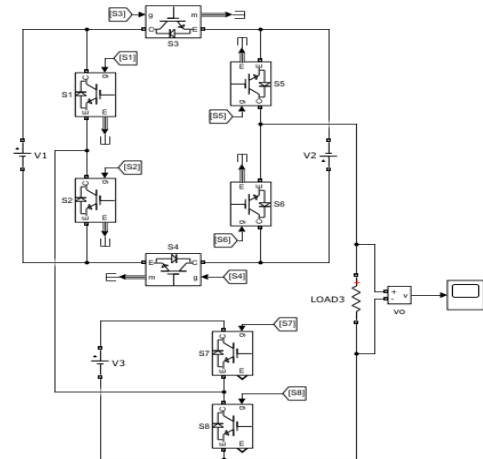 [S3]
g
m
C
E
S3
[S1]
C
g
S1
E
E
S5
[S5]
g
C
V1
V2
[S2]
C
g
S2
E
E
S6
[S6]
g
C
S4
E
C
m
g
[S4]
LOAD3
+
-
v
vo
[S7]
C
g
S7
E
V3
[S8]
C
g
S8
E